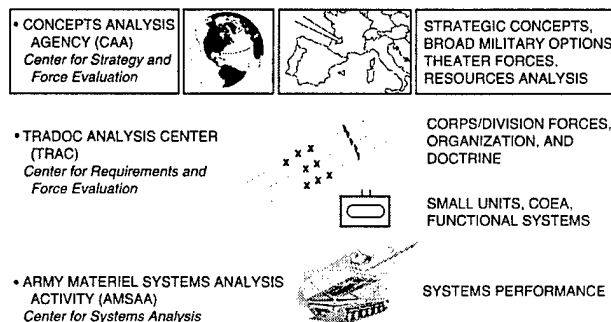 • CONCEPTS ANALYSIS
AGENCY (CAA)
Center for Strategy and
Force Evaluation
STRATEGIC CONCEPTS,
BROAD MILITARY OPTIONS
THEATER FORCES.
RESOURCES ANALYSIS
• TRADOC ANALYSIS CENTER
(TRAC)
Center for Requirements and
Force Evaluation
x x x x x x x x x
CORPS/DIVISION FORCES,
ORGANIZATION, AND
DOCTRINE
SMALL UNITS, COEA,
FUNCTIONAL SYSTEMS
• ARMY MATERIEL SYSTEMS ANALYSIS
ACTIVITY (AMSAA)
Center for Systems Analysis
SYSTEMS PERFORMANCE